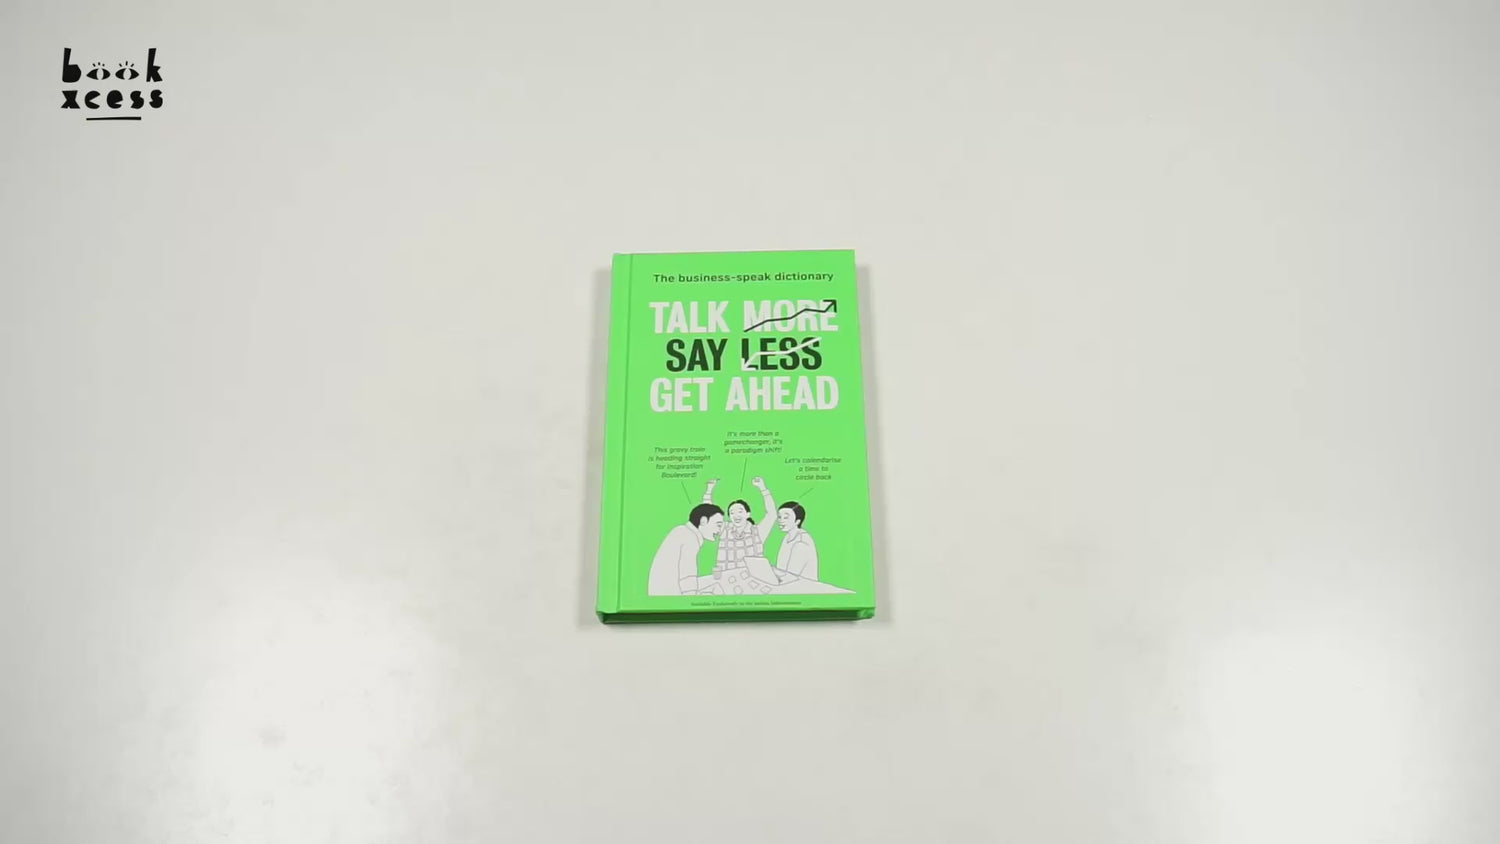 book
xcess
The business-speak dictionary
TALK MORE
SAY LESS
GET AHEAD
It's more than a
gamechanger, it's
a paradigm shift!
This gravy train
is heading straight
for Inspiration
Boulevard!
Let's calendarise
a time to
circle back